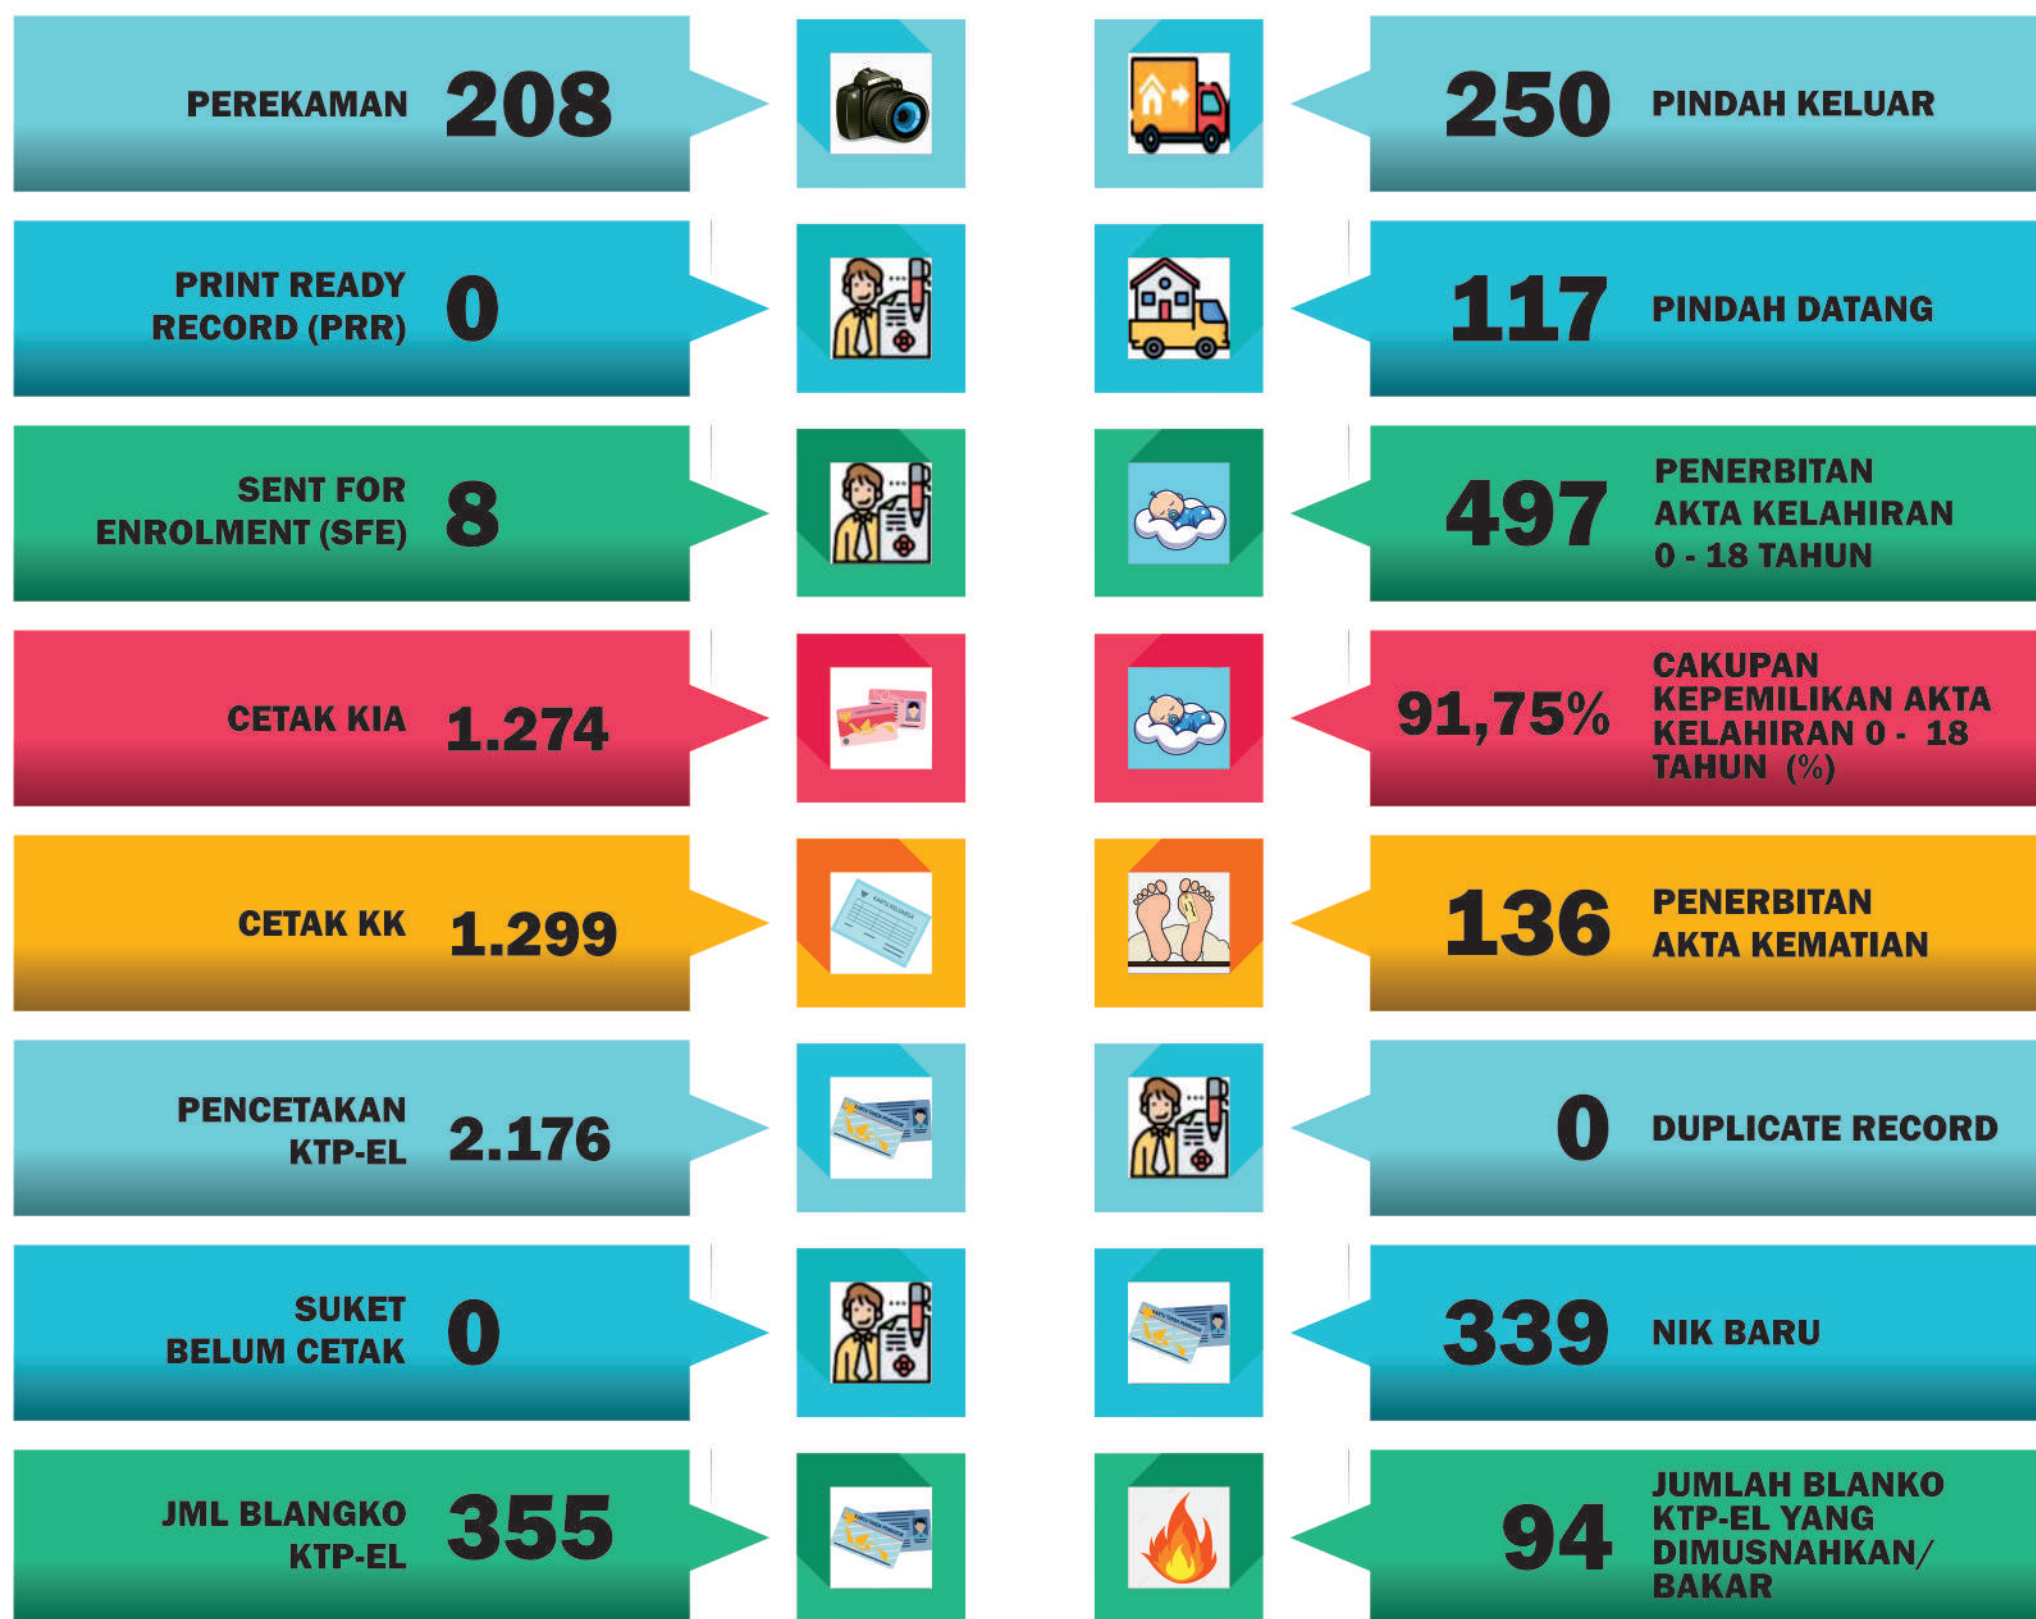 PEREKAMAN 208
PRINT READY
RECORD (PRR) 0
SENT FOR
ENROLMENT (SFE) 8
CETAK KIA 1.274
CETAK KK 1.299
PENCETAKAN
KTP-EL 2.176
SUKET
BELUM CETAK 0
JML BLANGKO
KTP-EL 355
250 PINDAH KELUAR
117 PINDAH DATANG
497 PENERBITAN
AKTA KELAHIRAN
0 - 18 TAHUN
91,75% CAKUPAN
KEPEMILIKAN AKTA
KELAHIRAN 0 - 18
TAHUN (%)
136 PENERBITAN
AKTA KEMATIAN
0 DUPLICATE RECORD
339 NIK BARU
94 JUMLAH BLANKO
KTP-EL YANG
DIMUSNAHKAN/
BAKAR
KARTU KELUARGA